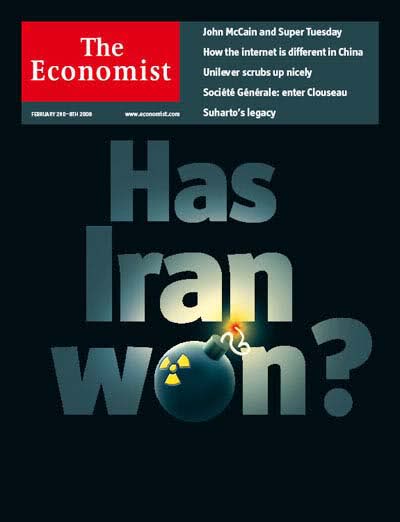 The
Economist
FEBRUARY 2ND–8TH 2008
www.economist.com
John McCain and Super Tuesday
How the internet is different in China
Unilever scrubs up nicely
Société Générale: enter Clouseau
Suharto's legacy
Has
Iran
won?